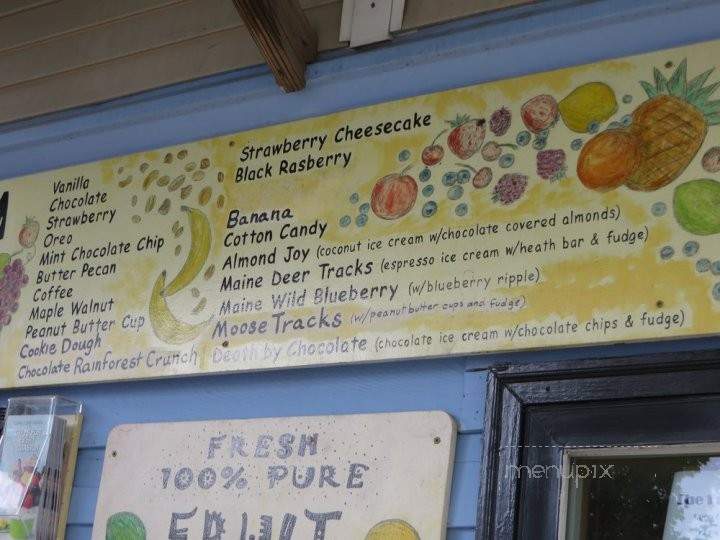 Vanilla
Chocolate
Strawberry
Oreo
Mint Chocolate Chip
Butter Pecan
Coffee
Maple Walnut
Peanut Butter Cup
Cookie Dough
Chocolate Rainforest Crunch
Strawberry Cheesecake
Black Rasberry
Banana
Cotton Candy
Almond Joy (coconut ice cream w/chocolate covered almonds)
Maine Deer Tracks (espresso ice cream w/heath bar & fudge)
Maine Wild Blueberry (w/blueberry ripple)
Moose Tracks (w/peanut butter cups and fudge)
Death by Chocolate (chocolate ice cream w/chocolate chips & fudge)
FRESH
100% PURE
FRUIT
menupix
The